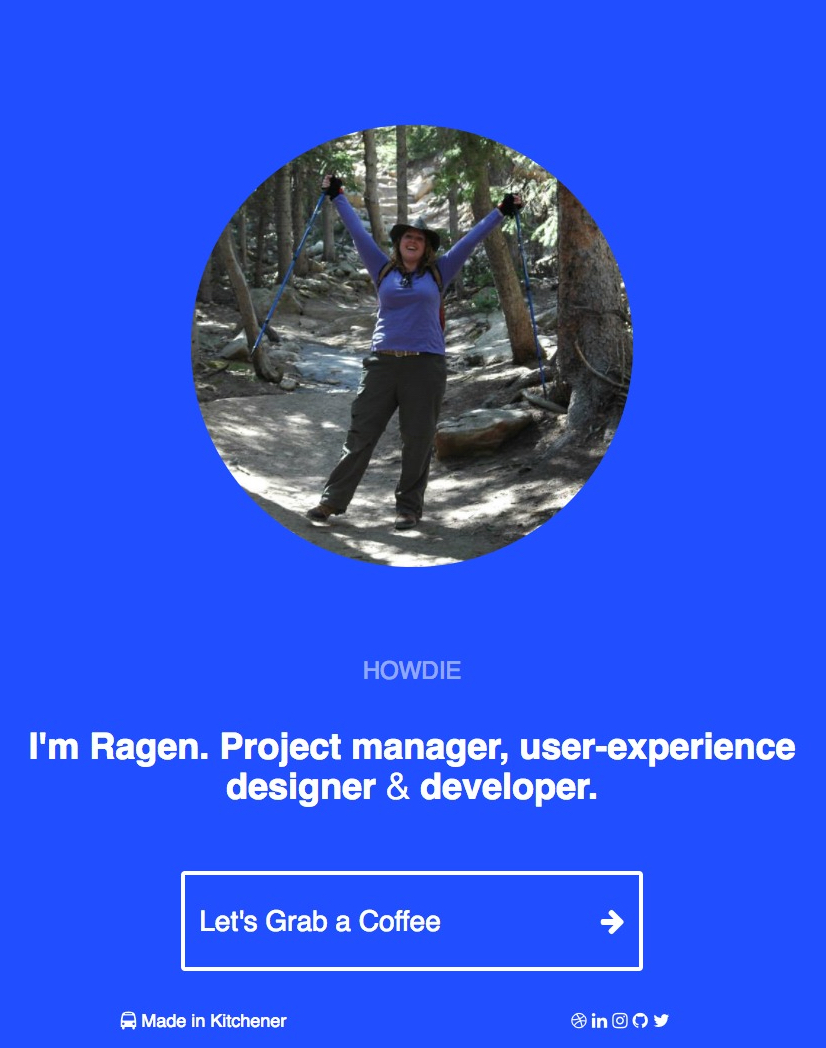 HOWDIE
I'm Ragen. Project manager, user-experience
designer & developer.
Let's Grab a Coffee
Made in Kitchener